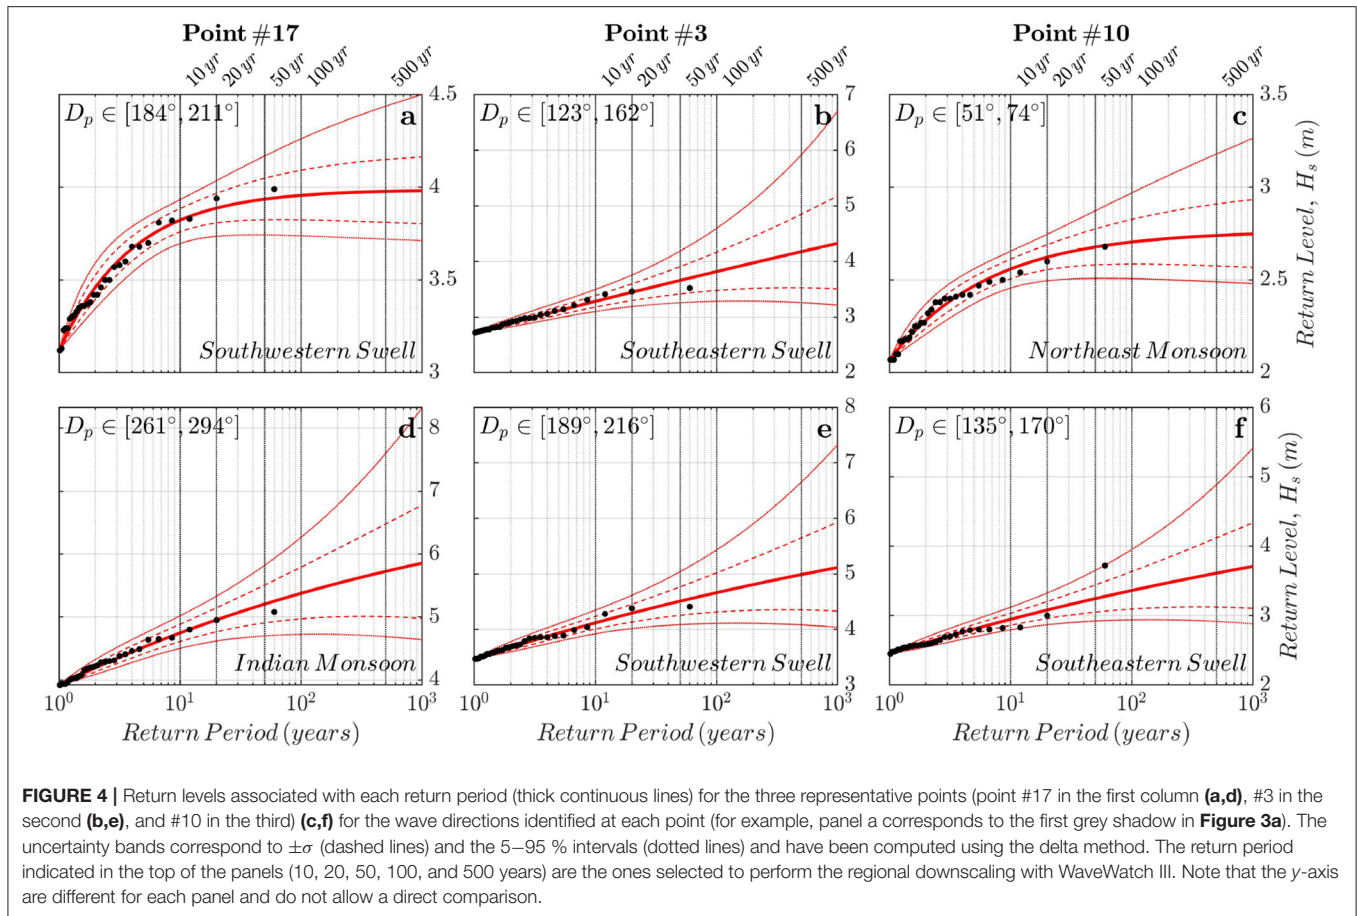 Point #17
Point #3
Point #10
10 yr 20 yr 50 yr 100 yr 500 yr
10 yr 20 yr 50 yr 100 yr 500 yr
10 yr 20 yr 50 yr 100 yr 500 yr
D_p ∈ [184°, 211°]
a
4.5
4
3.5
3
Southwestern Swell
D_p ∈ [123°, 162°]
b
7
6
5
4
3
2
Southeastern Swell
D_p ∈ [51°, 74°]
c
3.5
3
2.5
2
Northeast Monsoon
Return Level, H_s (m)
D_p ∈ [261°, 294°]
d
8
7
6
5
4
Indian Monsoon
10^0 10^1 10^2 10^3
Return Period (years)
D_p ∈ [189°, 216°]
e
8
7
6
5
4
3
Southwestern Swell
10^0 10^1 10^2 10^3
Return Period (years)
D_p ∈ [135°, 170°]
f
6
5
4
3
2
Southeastern Swell
10^0 10^1 10^2 10^3
Return Period (years)
Return Level, H_s (m)
FIGURE 4 | Return levels associated with each return period (thick continuous lines) for the three representative points (point #17 in the first column (a,d), #3 in the
second (b,e), and #10 in the third) (c,f) for the wave directions identified at each point (for example, panel a corresponds to the first grey shadow in Figure 3a). The
uncertainty bands correspond to ±σ (dashed lines) and the 5–95 % intervals (dotted lines) and have been computed using the delta method. The return period
indicated in the top of the panels (10, 20, 50, 100, and 500 years) are the ones selected to perform the regional downscaling with WaveWatch III. Note that the y-axis
are different for each panel and do not allow a direct comparison.